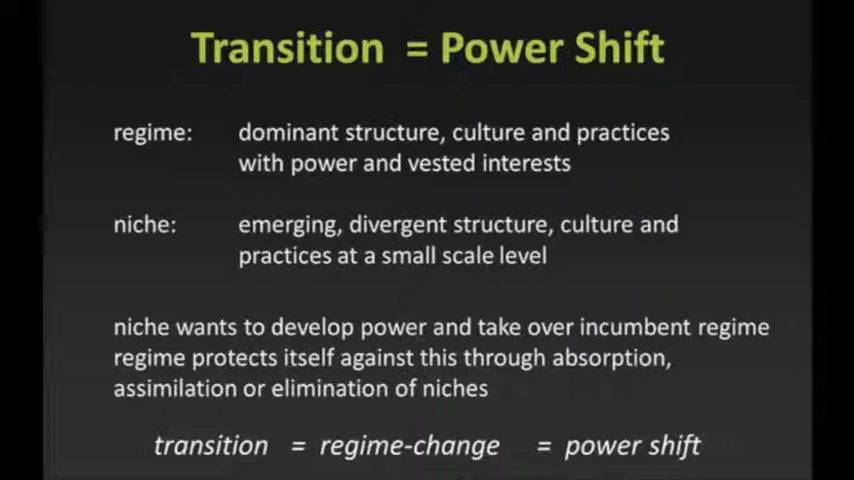 Transition = Power Shift
regime: dominant structure, culture and practices
with power and vested interests
niche: emerging, divergent structure, culture and
practices at a small scale level
niche wants to develop power and take over incumbent regime
regime protects itself against this through absorption,
assimilation or elimination of niches
transition = regime-change = power shift